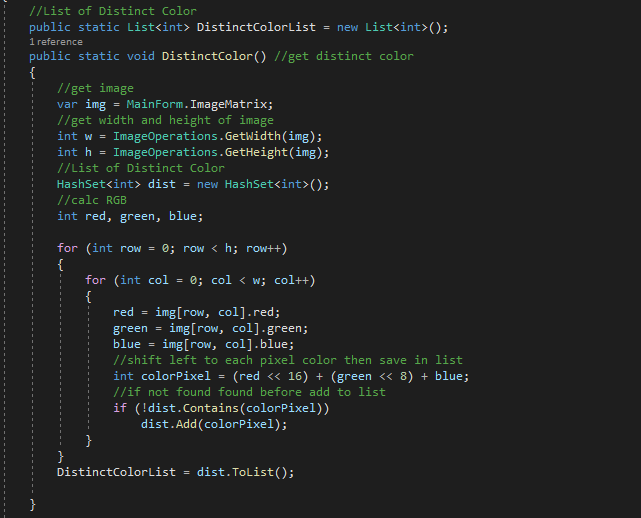 //List of Distinct Color
public static List<int> DistinctColorList = new List<int>();
1 reference
public static void DistinctColor() //get distinct color
{
//get image
var img = MainForm.ImageMatrix;
//get width and height of image
int w = ImageOperations.GetWidth(img);
int h = ImageOperations.GetHeight(img);
//List of Distinct Color
HashSet<int> dist = new HashSet<int>();
//calc RGB
int red, green, blue;
for (int row = 0; row < h; row++)
{
for (int col = 0; col < w; col++)
{
red = img[row, col].red;
green = img[row, col].green;
blue = img[row, col].blue;
//shift left to each pixel color then save in list
int colorPixel = (red << 16) + (green << 8) + blue;
//if not found found before add to list
if (!dist.Contains(colorPixel))
dist.Add(colorPixel);
}
}
DistinctColorList = dist.ToList();
}